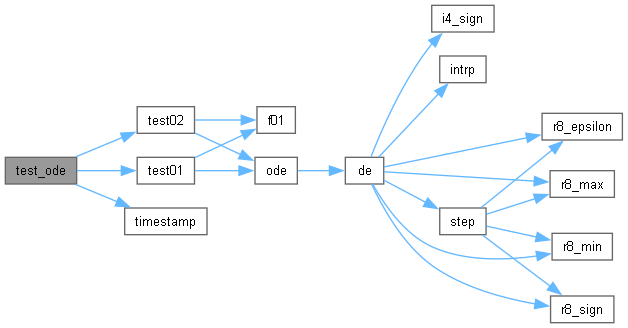 test_ode
test02
test01
timestamp
f01
ode
de
i4_sign
intrp
step
r8_epsilon
r8_max
r8_min
r8_sign